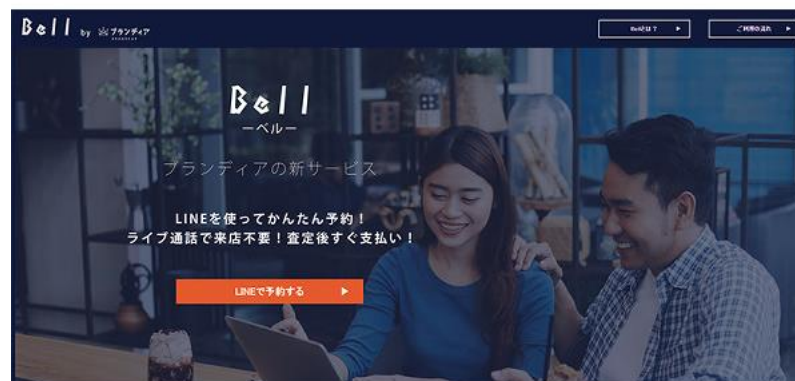 Bell by ブランディア
Bellとは？
ご利用の流れ
Bell
ーベルー
ブランディアの新サービス
LINEを使ってかんたん予約！
ライブ通話で来店不要！査定後すぐ支払い！
LINEで予約する